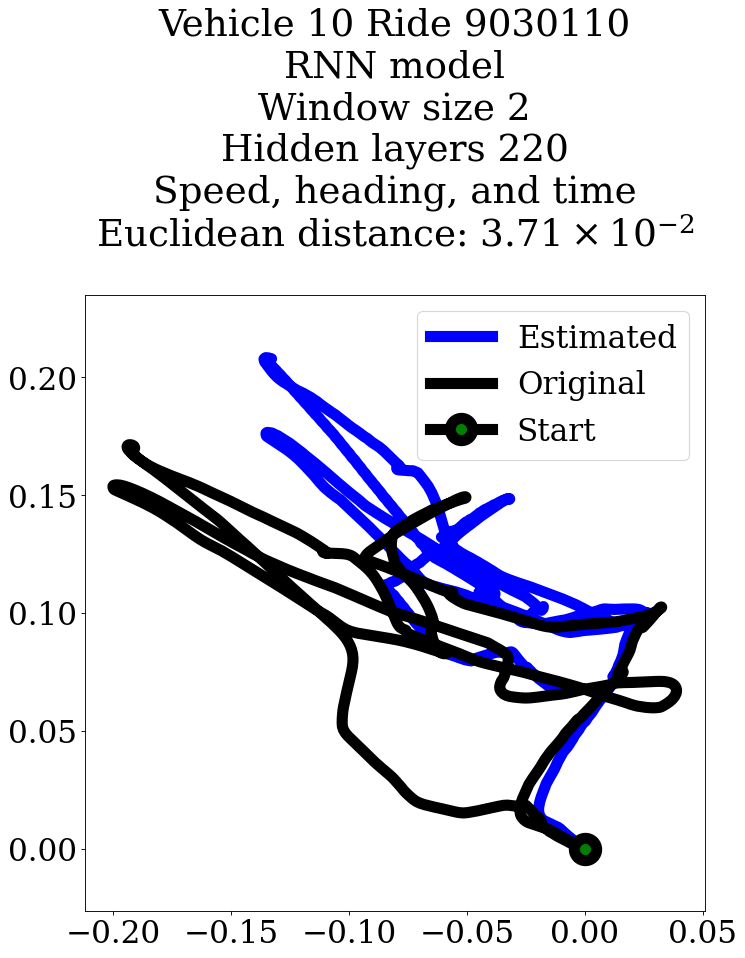 Vehicle 10 Ride 9030110
RNN model
Window size 2
Hidden layers 220
Speed, heading, and time
Euclidean distance: 3.71 × 10⁻²
Estimated
Original
Start
0.20
0.15
0.10
0.05
0.00
−0.20 −0.15 −0.10 −0.05 0.00 0.05